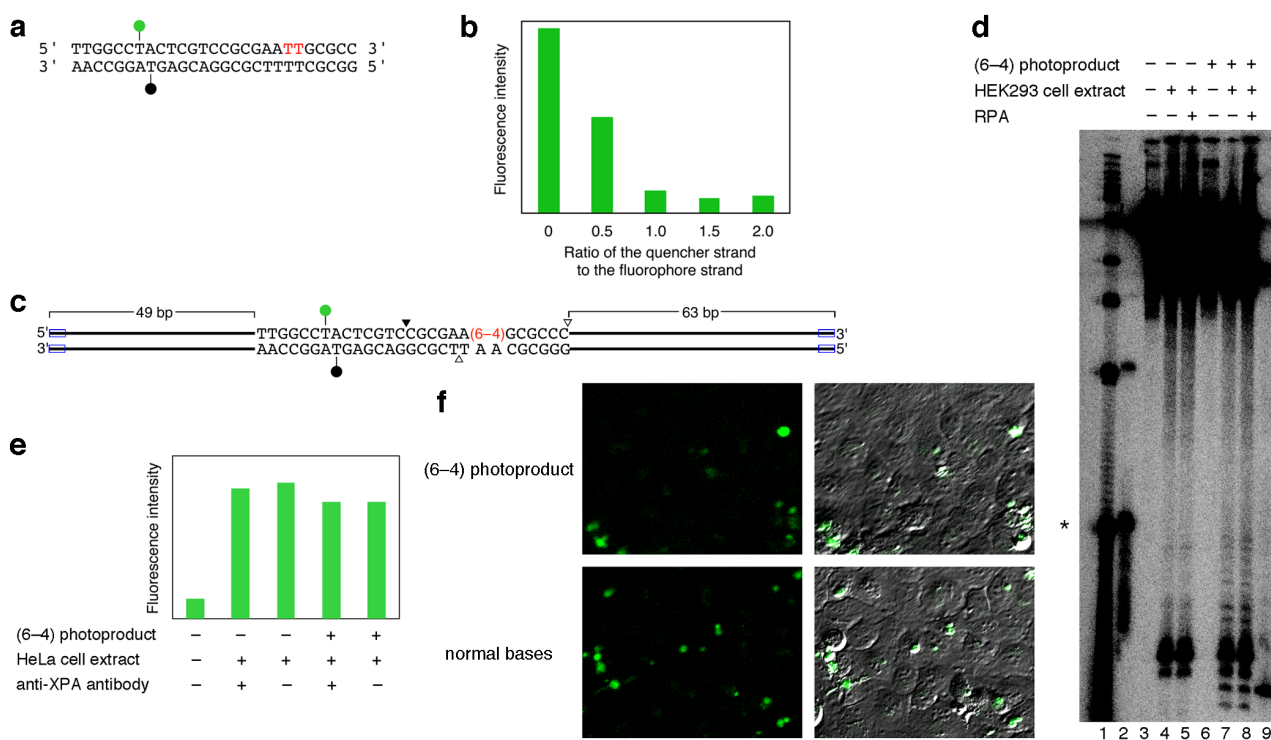 a
5' TTGGCCTACTCGTCCGCGAATTGCGCC 3'
3' AACCGGATGAGCAGGCGCTTTTCGCGG 5'
b
Fluorescence intensity
0 0.5 1.0 1.5 2.0
Ratio of the quencher strand
to the fluorophore strand
c
49 bp
63 bp
5' TTGGCCTACTCGTCCGCGAA(6–4)GCGCCC 3'
3' AACCGGATGAGCAGGCGCTT A A CGCGGG 5'
d
(6–4) photoproduct − − − + + +
HEK293 cell extract − + + − + +
RPA − − + − − +
*
1 2 3 4 5 6 7 8 9
e
Fluorescence intensity
(6–4) photoproduct − − − + +
HeLa cell extract − + + + +
anti-XPA antibody − + − + −
f
(6–4) photoproduct
normal bases